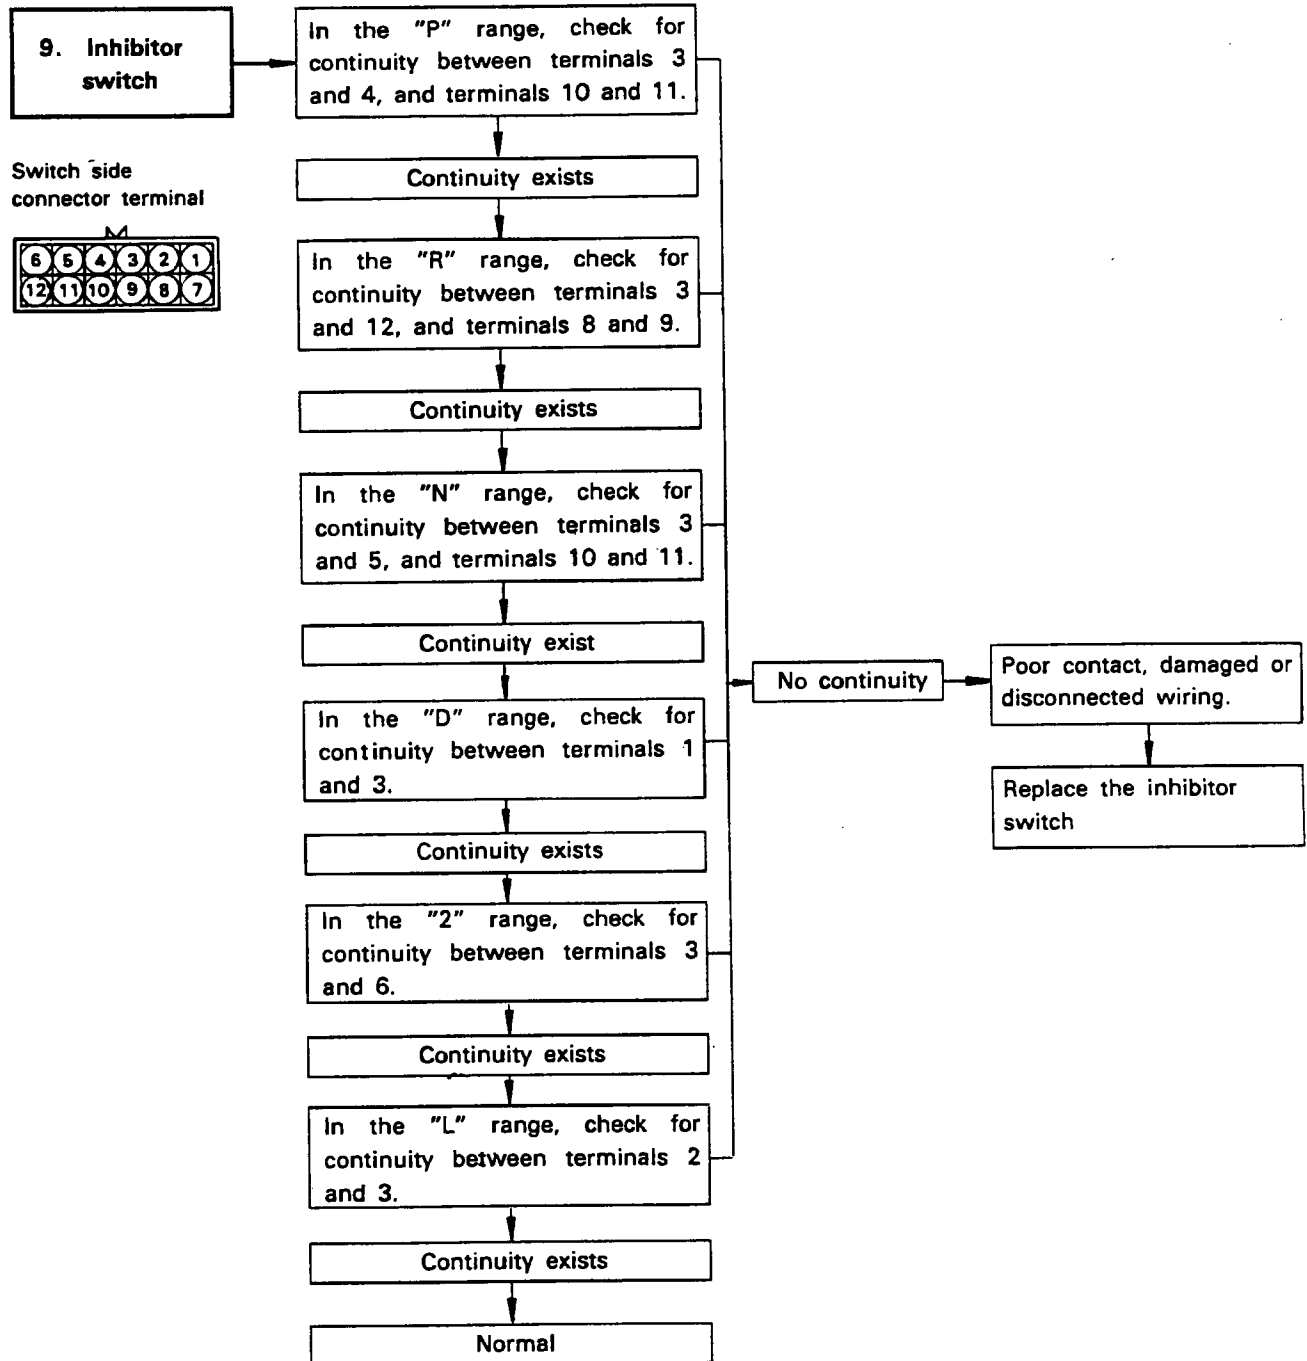 9. Inhibitor
switch
In the "P" range, check for
continuity between terminals 3
and 4, and terminals 10 and 11.
Switch side
connector terminal
6 5 4 3 2 1
12 11 10 9 8 7
Continuity exists
In the "R" range, check for
continuity between terminals 3
and 12, and terminals 8 and 9.
Continuity exists
In the "N" range, check for
continuity between terminals 3
and 5, and terminals 10 and 11.
Continuity exist
In the "D" range, check for
continuity between terminals 1
and 3.
Continuity exists
In the "2" range, check for
continuity between terminals 3
and 6.
Continuity exists
In the "L" range, check for
continuity between terminals 2
and 3.
Continuity exists
Normal
No continuity
Poor contact, damaged or
disconnected wiring.
Replace the inhibitor
switch